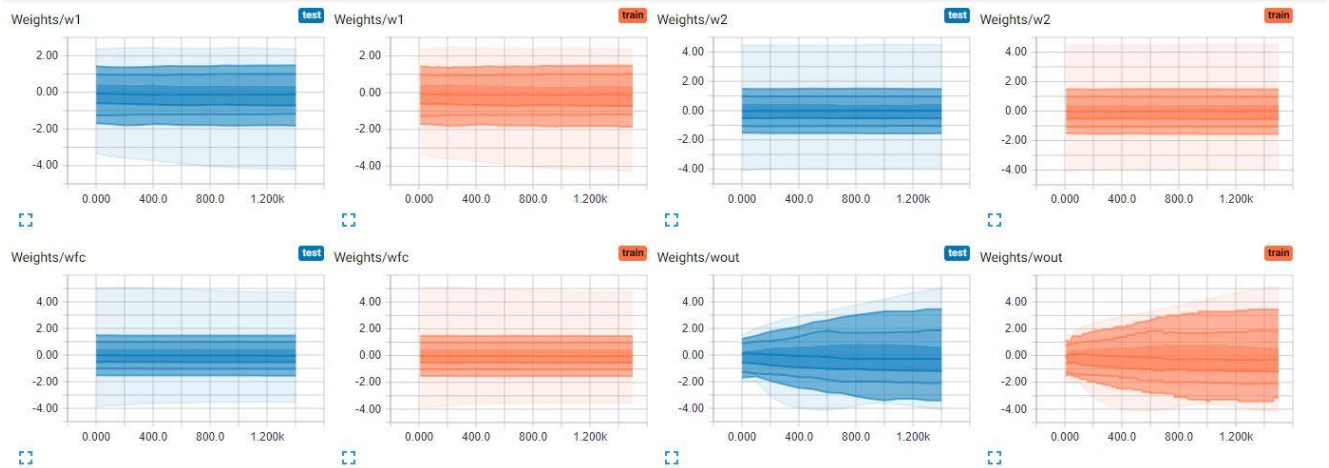 Weights/w1 test Weights/w1 train Weights/w2 test Weights/w2 train
2.00 2.00 4.00 4.00
2.00 2.00
0.00 0.00 0.00 0.00
-2.00 -2.00 -2.00 -2.00
-4.00 -4.00 -4.00 -4.00
0.000 400.0 800.0 1.200k 0.000 400.0 800.0 1.200k 0.000 400.0 800.0 1.200k 0.000 400.0 800.0 1.200k
Weights/wfc test Weights/wfc train Weights/wout test Weights/wout train
4.00 4.00 4.00 4.00
2.00 2.00 2.00 2.00
0.00 0.00 0.00 0.00
-2.00 -2.00 -2.00 -2.00
-4.00 -4.00 -4.00 -4.00
0.000 400.0 800.0 1.200k 0.000 400.0 800.0 1.200k 0.000 400.0 800.0 1.200k 0.000 400.0 800.0 1.200k